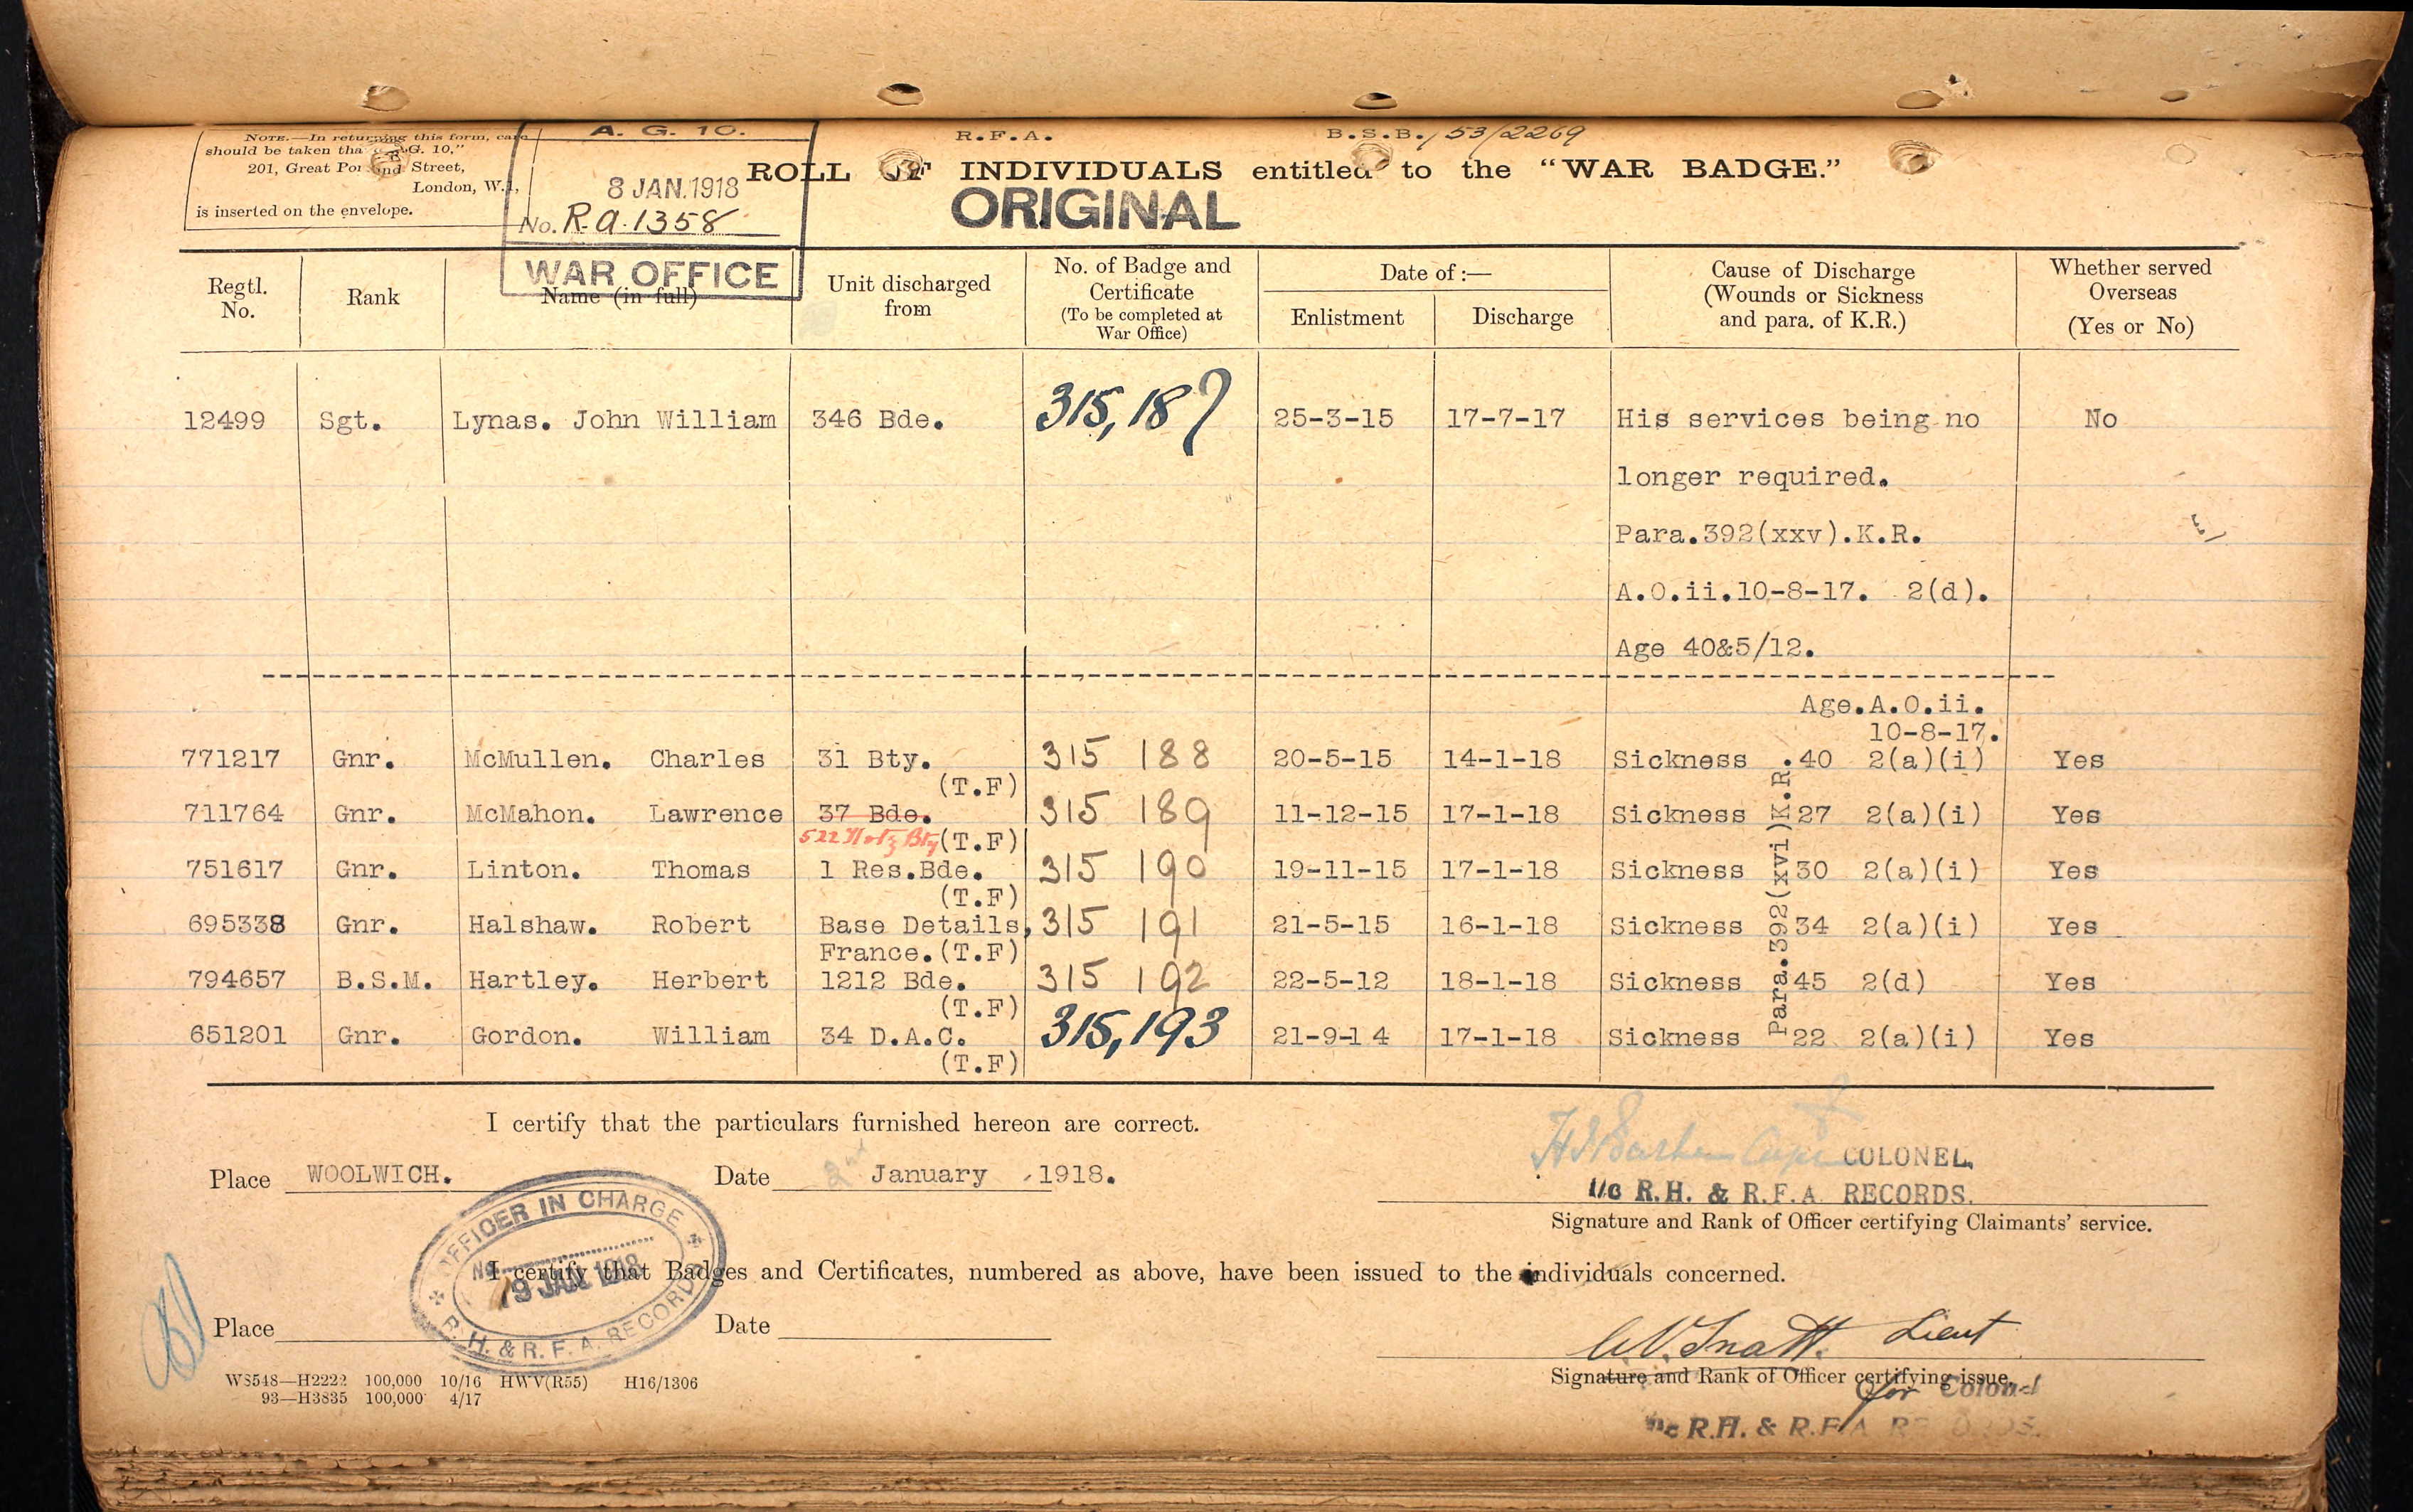 NOTE.—In returning this form, care
should be taken tha G. 10,"
201, Great Por nd Street,
London, W.1,
is inserted on the envelope.
A. G. 10.
8 JAN. 1918
No. R.a.1358
WAR OFFICE
R.F.A.
B.S.B./53/2269
ROLL OF INDIVIDUALS entitled to the "WAR BADGE."
ORIGINAL
Regtl. No. Rank Name (in full) Unit discharged from No. of Badge and Certificate (To be completed at War Office) Date of:— Enlistment Discharge Cause of Discharge (Wounds or Sickness and para. of K.R.) Whether served Overseas (Yes or No)
12499 Sgt. Lynas. John William 346 Bde. 315,187 25-3-15 17-7-17 His services being no No
longer required.
Para.392(xxv).K.R.
A.O.ii.10-8-17. 2(d).
Age 40&5/12.
Age.A.O.ii.
10-8-17.
771217 Gnr. McMullen. Charles 31 Bty. 315 188 20-5-15 14-1-18 Sickness 40 2(a)(i) Yes
(T.F)
711764 Gnr. McMahon. Lawrence 37 Bde. 315 189 11-12-15 17-1-18 Sickness 27 2(a)(i) Yes
522 Bty (T.F)
751617 Gnr. Linton. Thomas 1 Res.Bde. 315 190 19-11-15 17-1-18 Sickness 30 2(a)(i) Yes
(T.F)
695338 Gnr. Halshaw. Robert Base Details, 315 191 21-5-15 16-1-18 Sickness 34 2(a)(i) Yes
France.(T.F)
794657 B.S.M. Hartley. Herbert 1212 Bde. 315 192 22-5-12 18-1-18 Sickness 45 2(d) Yes
(T.F)
651201 Gnr. Gordon. William 34 D.A.C. 315,193 21-9-14 17-1-18 Sickness 22 2(a)(i) Yes
(T.F)
Para.392(xvi)K.R.
I certify that the particulars furnished hereon are correct.
COLONEL,
Place WOOLWICH. Date 2nd January 1918.
I/c R.H. & R.F.A. RECORDS.
Signature and Rank of Officer certifying Claimants' service.
OFFICER IN CHARGE
No.
19 JAN 1918
R. H. & R. F. A. RECORDS
I certify that Badges and Certificates, numbered as above, have been issued to the individuals concerned.
Place Date
Lieut
Signature and Rank of Officer certifying issue.
for Colonel
I/c R.H. & R.F.A RECORDS.
W8548—H2222 100,000 10/16 HWV(R55) H16/1306
93—H3835 100,000 4/17